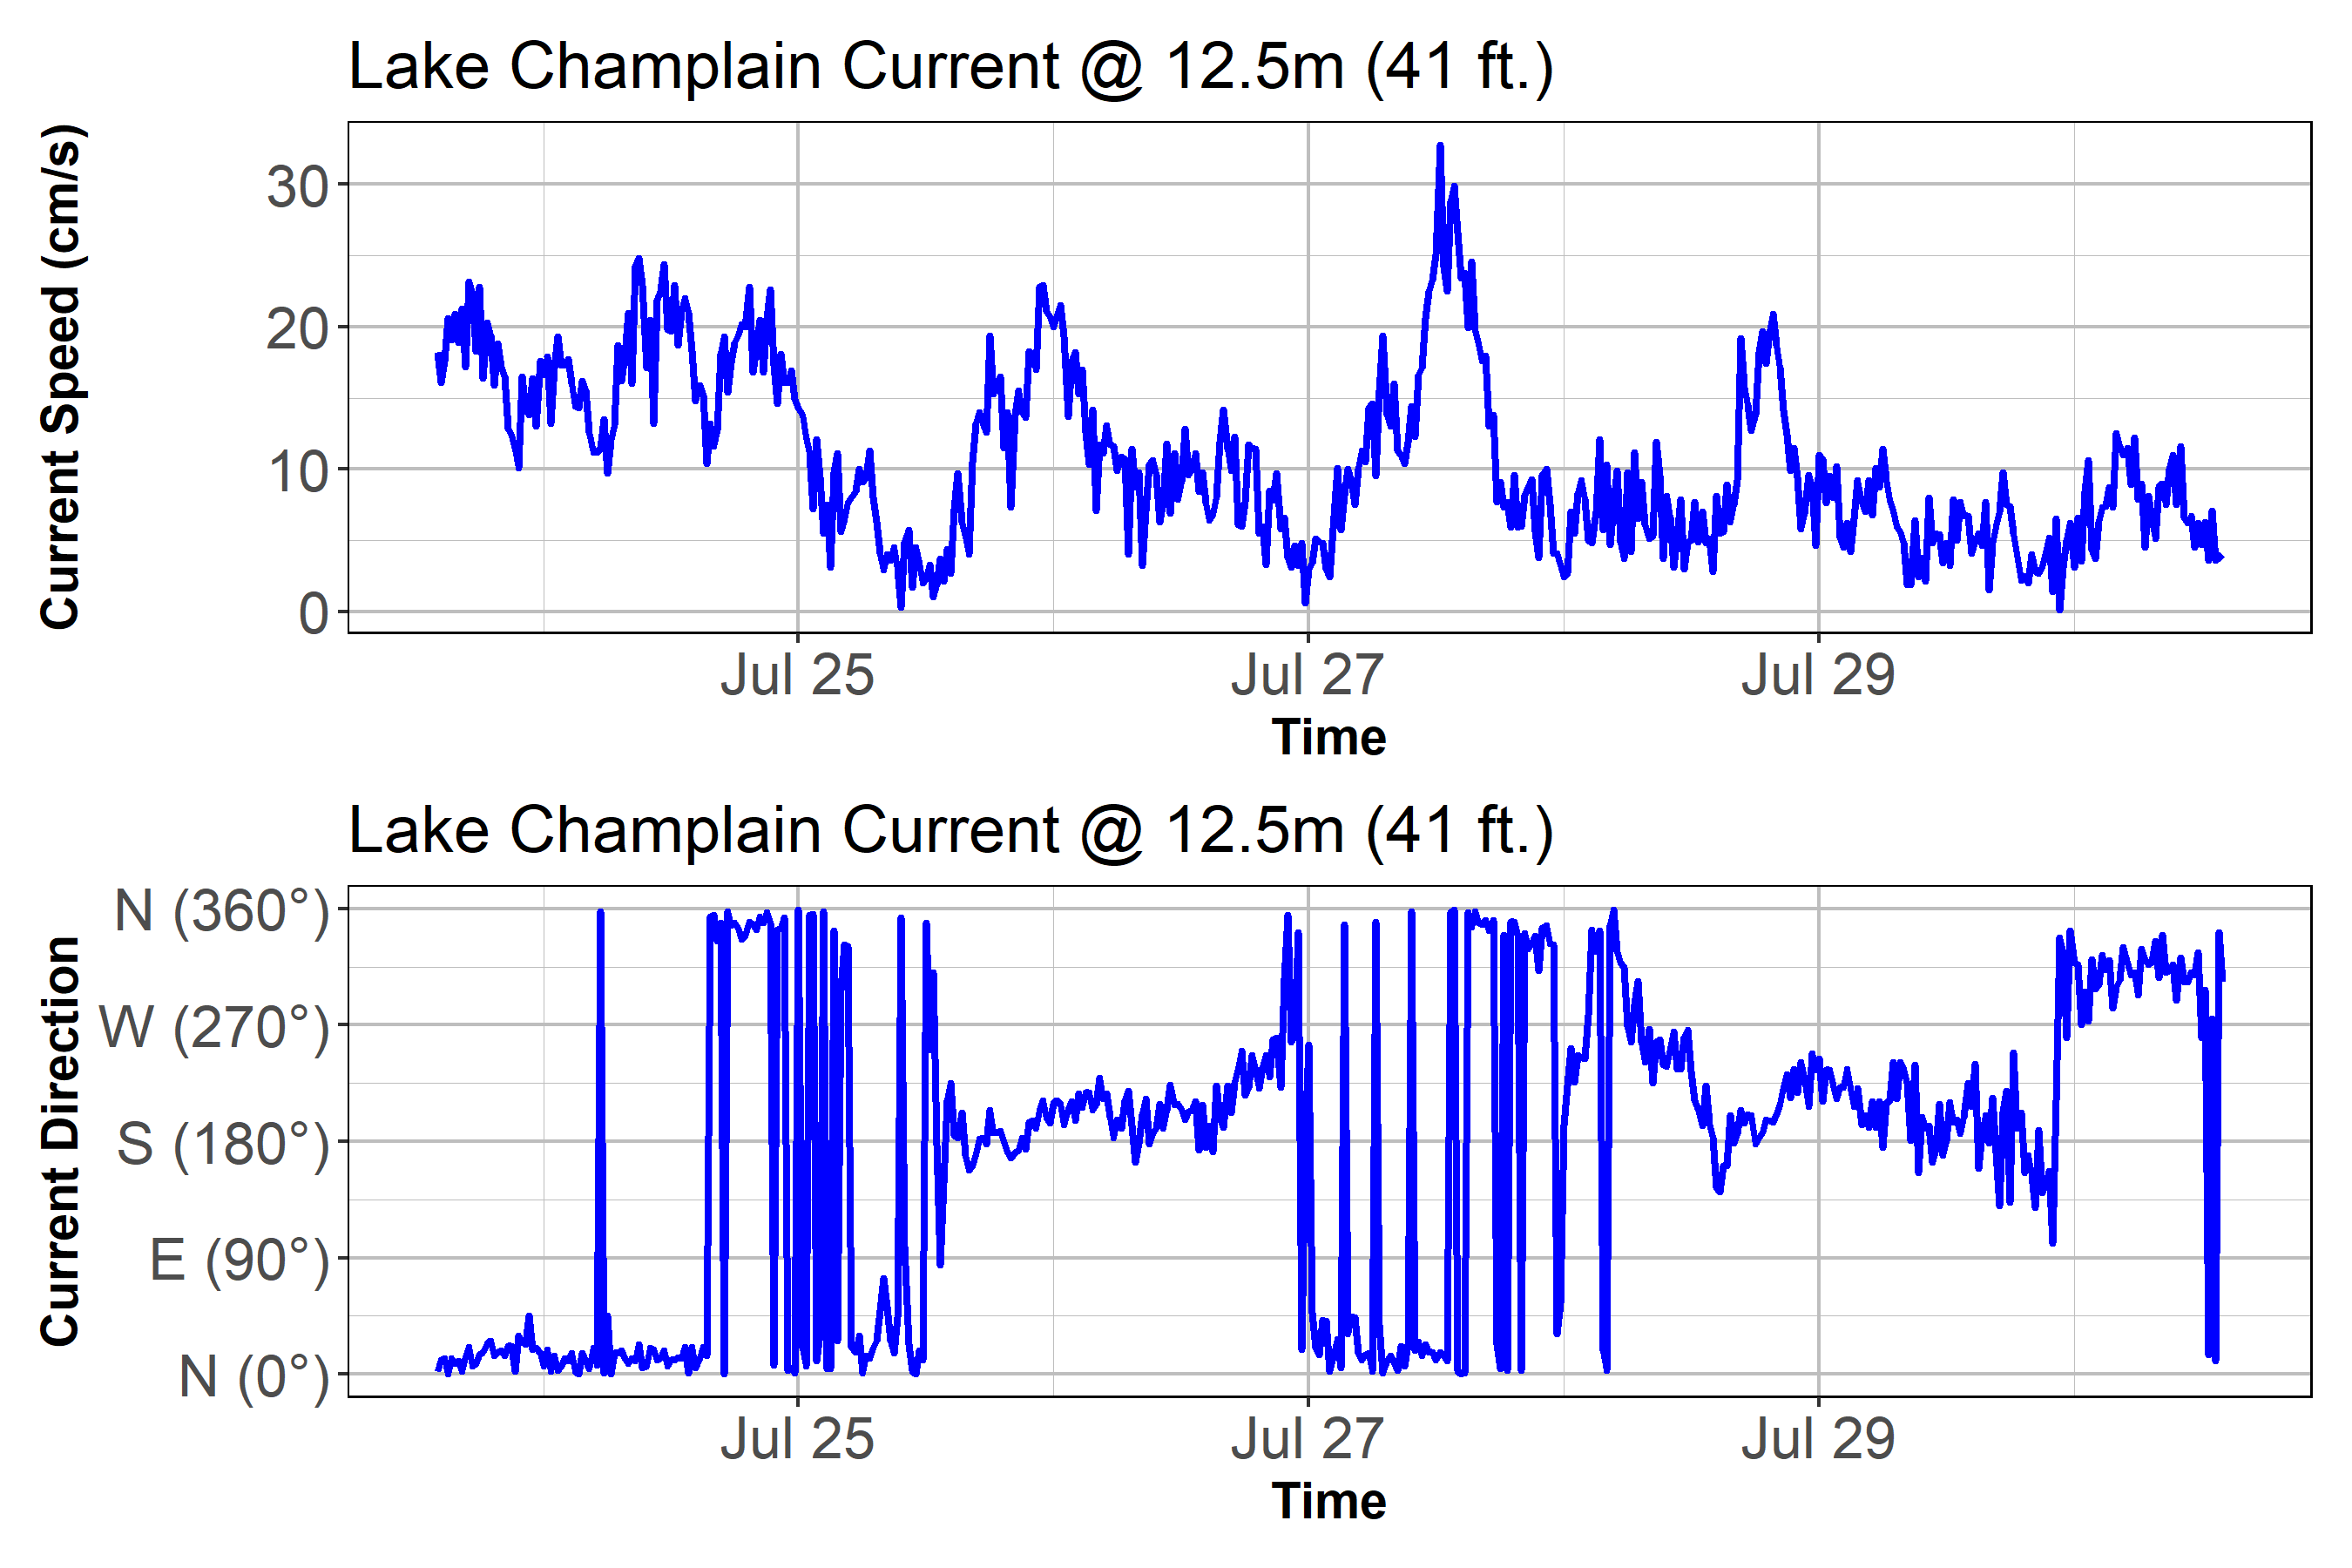 Lake Champlain Current @ 12.5m (41 ft.)
Current Speed (cm/s)
30
20
10
0
Jul 25 Jul 27 Jul 29
Time
Lake Champlain Current @ 12.5m (41 ft.)
Current Direction
N (360°)
W (270°)
S (180°)
E (90°)
N (0°)
Jul 25 Jul 27 Jul 29
Time